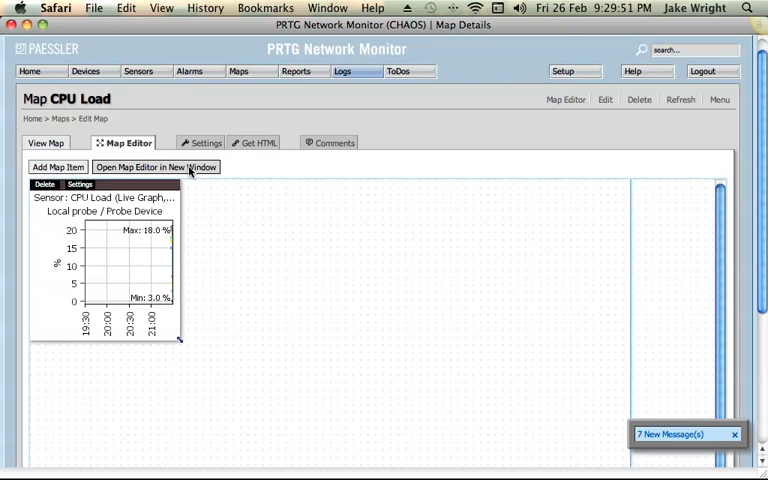 Safari File Edit View History Bookmarks Window Help Fri 26 Feb 9:29:51 PM Jake Wright
PRTG Network Monitor (CHAOS) | Map Details
PAESSLER PRTG Network Monitor search...
Home Devices Sensors Alarms Maps Reports Logs ToDos Setup Help Logout
Map CPU Load Map Editor Edit Delete Refresh Menu
Home > Maps > Edit Map
View Map Map Editor Settings Get HTML Comments
Add Map Item Open Map Editor in New Window
Delete Settings
Sensor: CPU Load (Live Graph,...
Local probe / Probe Device
20 Max: 18.0 %
15
%
10
5
0 Min: 3.0 %
19:30 20:00 20:30 21:00
7 New Message(s) x